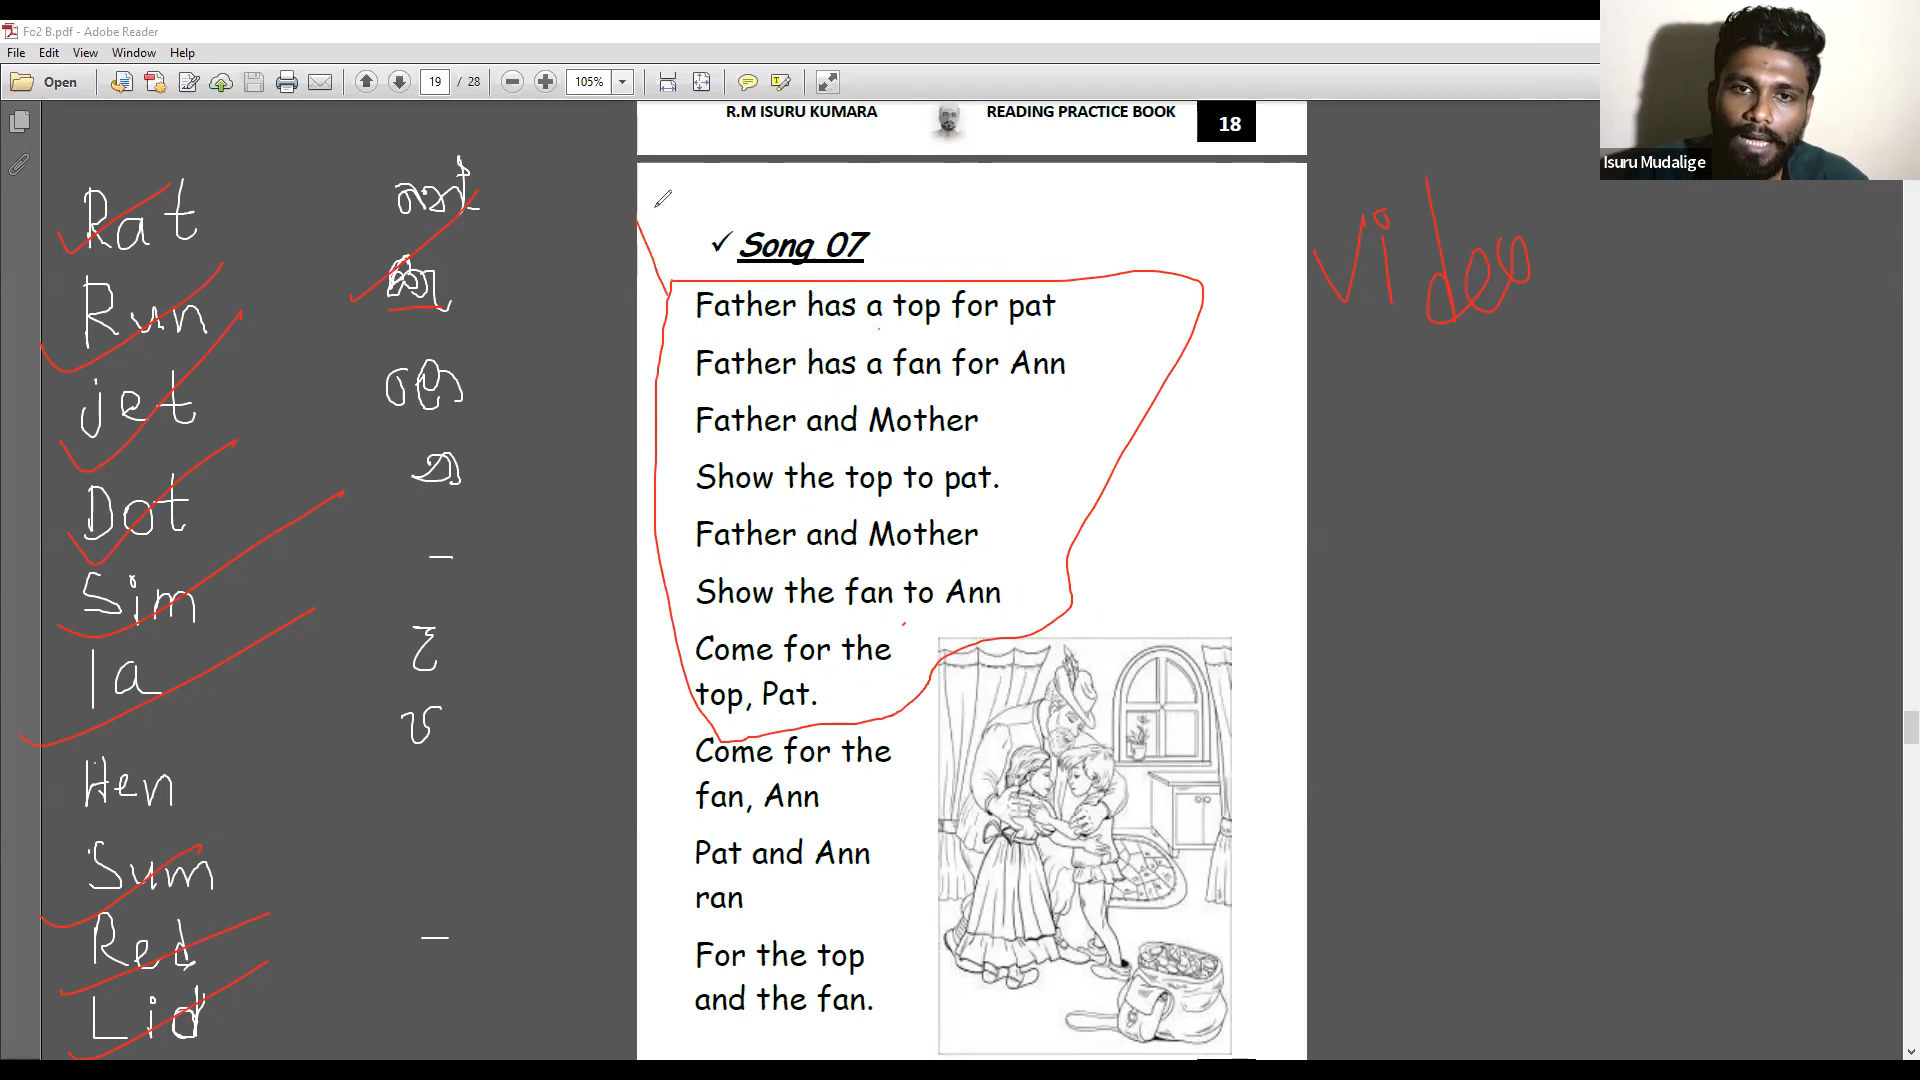 Fo2 B.pdf - Adobe Reader
File Edit View Window Help
Open 19 / 28 105%
Isuru Mudalige
R.M ISURU KUMARA READING PRACTICE BOOK 18
✓ Song 07
Father has a top for pat
Father has a fan for Ann
Father and Mother
Show the top to pat.
Father and Mother
Show the fan to Ann
Come for the
top, Pat.
Come for the
fan, Ann
Pat and Ann
ran
For the top
and the fan.
Rat
Run
jet
Dot
Sim
Hen
Sum
Red
Lid
Video